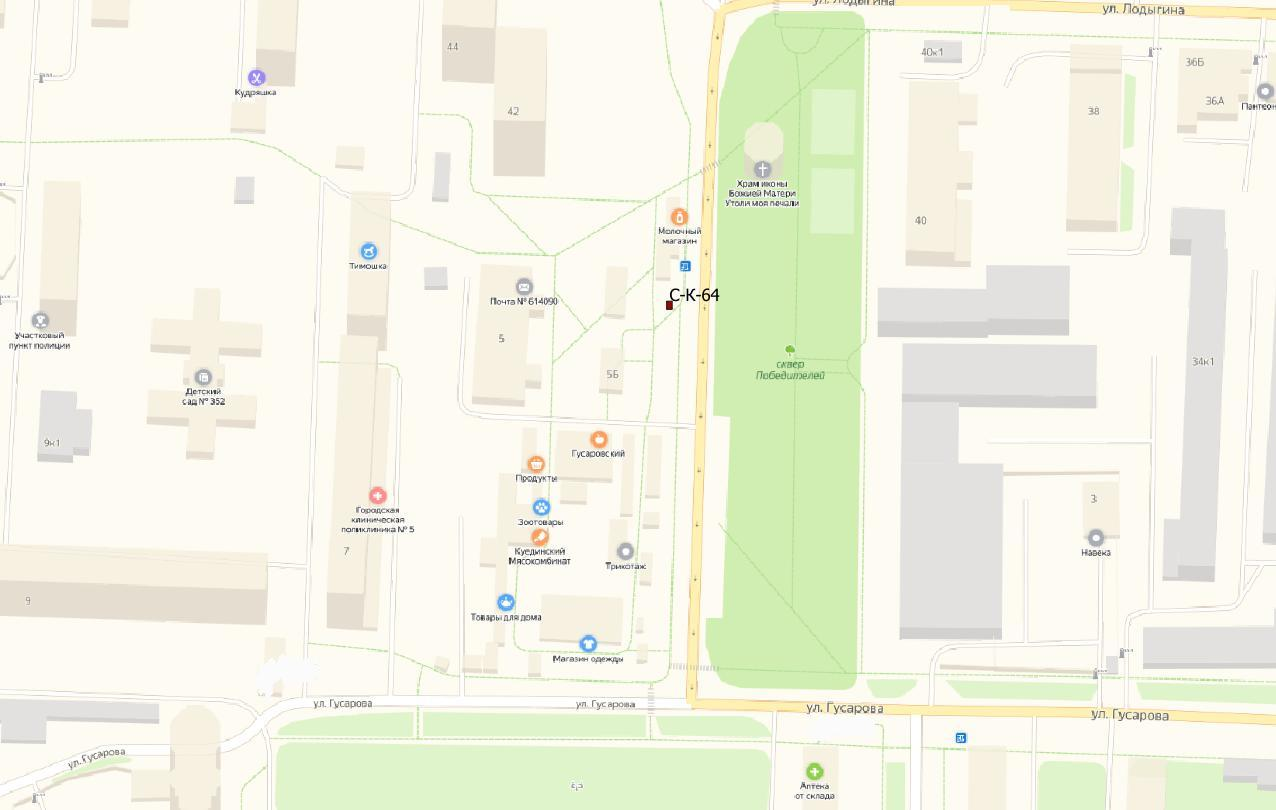 ул. Лодыгина
ул. Лодыгина
44
42
Кудряшка
40к1
38
36Б
36А
Пантеон
Храм иконы
Божией Матери
Утоли моя печали
Молочный
магазин
40
Тимошка
С-К-64
Почта № 614090
5
Участковый
пункт полиции
5Б
сквер
Победителей
34к1
Детский
сад № 352
9к1
Гусаровский
Продукты
Зоотовары
Куединский
Мясокомбинат
Трикотаж
Городская
клиническая
поликлиника № 5
7
3
Навека
9
Товары для дома
Магазин одежды
ул. Гусарова
ул. Гусарова
ул. Гусарова
ул. Гусарова
ул. Гусарова
Аптека
от склада